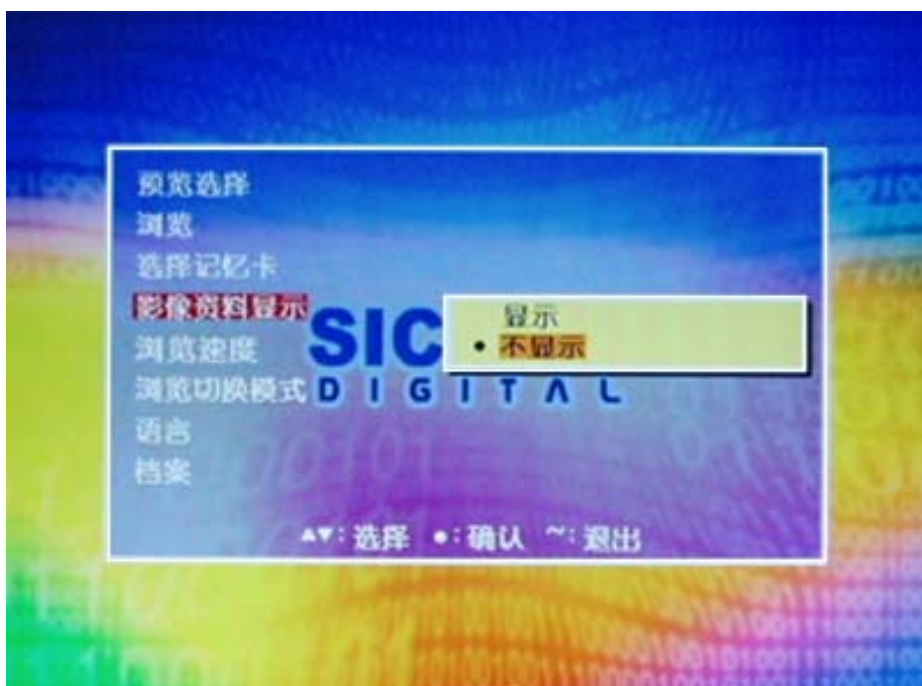 预览选择
浏览
选择记忆卡
影像资料显示
显示
不显示
浏览速度
浏览切换模式
语言
档案
SIC
DIGITAL
▲▼:选择 ●:确认 ~:退出